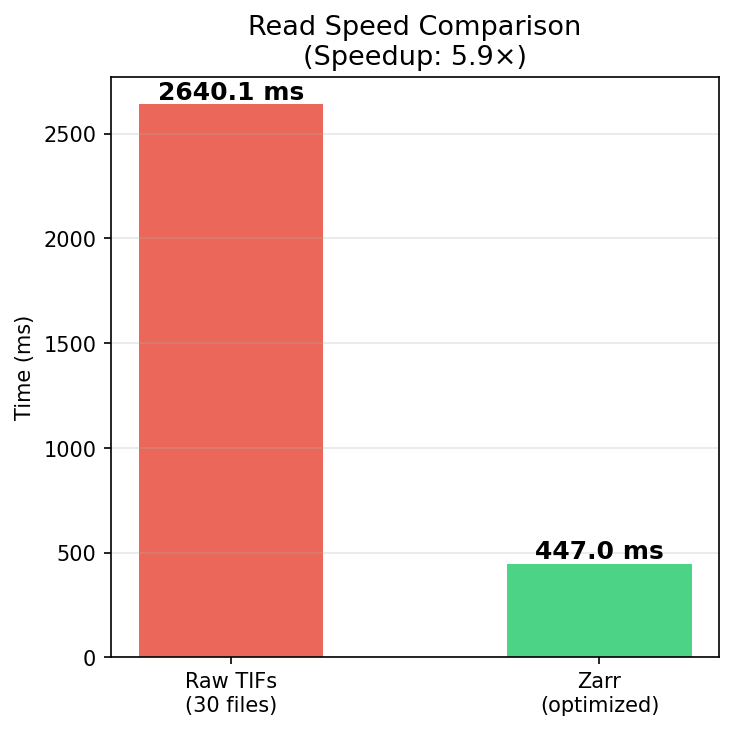 Read Speed Comparison
(Speedup: 5.9×)
2640.1 ms
2500
2000
1500
1000
500
0
Time (ms)
447.0 ms
Raw TIFs
(30 files)
Zarr
(optimized)